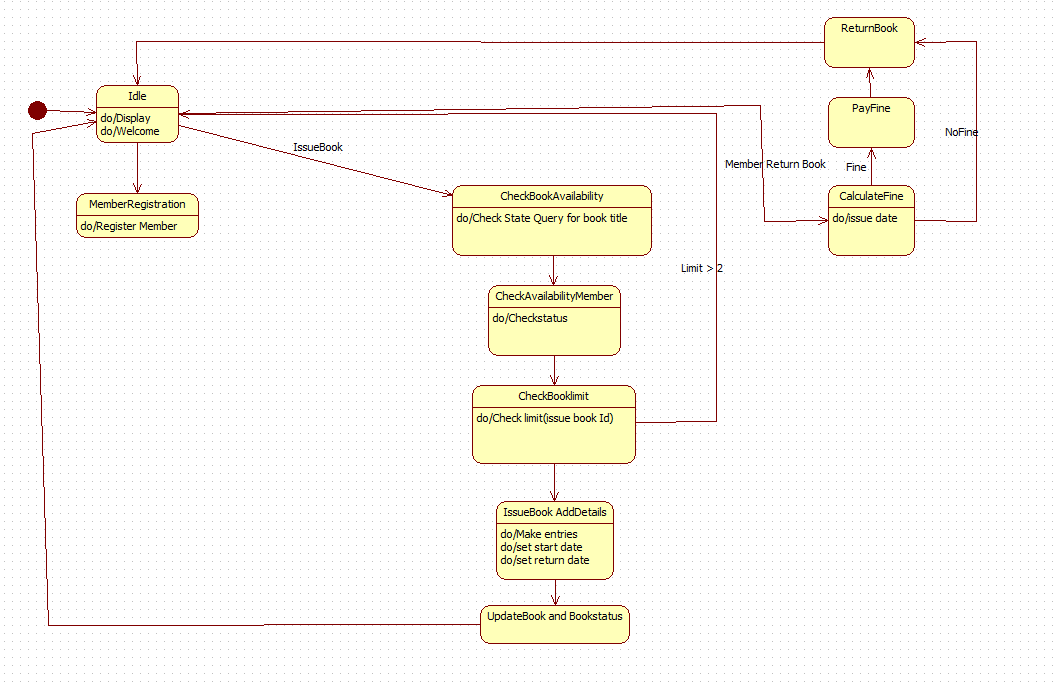 ReturnBook
Idle
do/Display
do/Welcome
PayFine
NoFine
IssueBook
Member Return Book
Fine
MemberRegistration
do/Register Member
CheckBookAvailability
do/Check State Query for book title
CalculateFine
do/issue date
Limit > 2
CheckAvailabilityMember
do/Checkstatus
CheckBooklimit
do/Check limit(issue book Id)
IssueBook AddDetails
do/Make entries
do/set start date
do/set return date
UpdateBook and Bookstatus